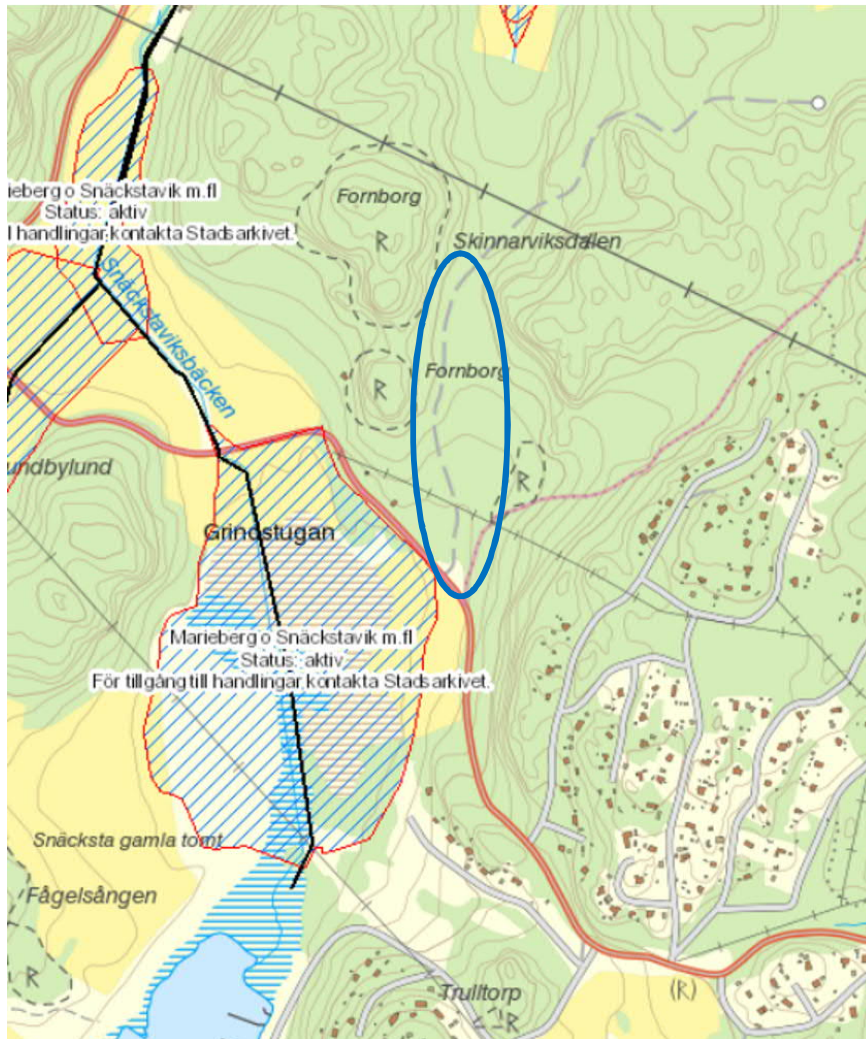 Fornborg
R
ieberg o Snäckstavik m.fl
Status: aktiv
l handlingar, kontakta Stadsarkivet.
Skinnarviksdalen
Snäckstaviksbäcken
Fornborg
R
undbylund
R
Grindstugan
Marieberg o Snäckstavik m.fl
Status: aktiv
För tillgång till handlingar, kontakta Stadsarkivet.
Snäcksta gamla tomt
Fågelsången
R
Trulltorp
R
(R)